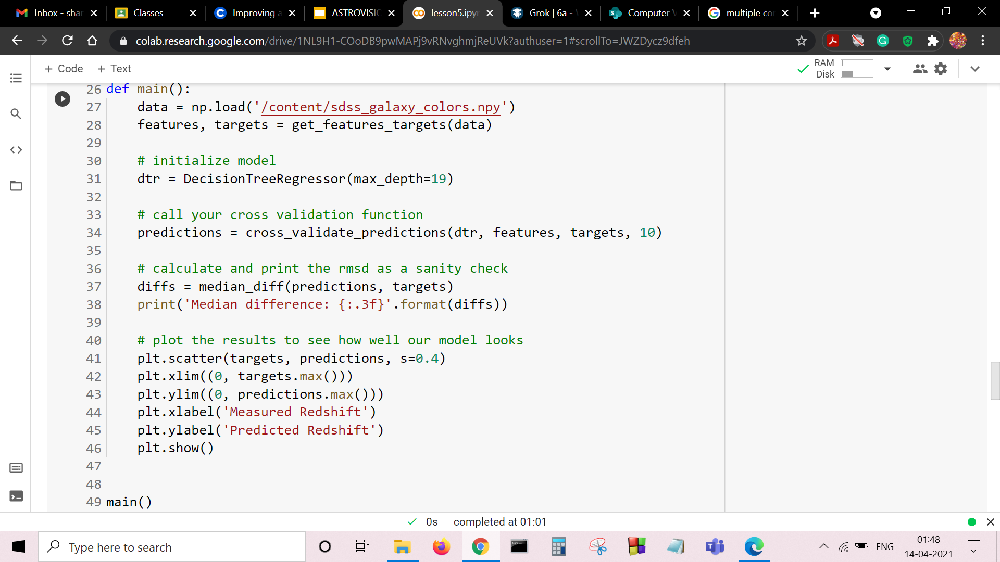 Inbox - shar
Classes
Improving a
ASTROVISIO
lesson5.ipyn
Grok | 6a - V
Computer V
multiple cor
colab.research.google.com/drive/1NL9H1-COoDB9pwMAPj9vRNvghmjReUVk?authuser=1#scrollTo=JWZDycz9dfeh
+ Code + Text
RAM
Disk
26 def main():
27 data = np.load('/content/sdss_galaxy_colors.npy')
28 features, targets = get_features_targets(data)
29
30 # initialize model
31 dtr = DecisionTreeRegressor(max_depth=19)
32
33 # call your cross validation function
34 predictions = cross_validate_predictions(dtr, features, targets, 10)
35
36 # calculate and print the rmsd as a sanity check
37 diffs = median_diff(predictions, targets)
38 print('Median difference: {:.3f}'.format(diffs))
39
40 # plot the results to see how well our model looks
41 plt.scatter(targets, predictions, s=0.4)
42 plt.xlim((0, targets.max()))
43 plt.ylim((0, predictions.max()))
44 plt.xlabel('Measured Redshift')
45 plt.ylabel('Predicted Redshift')
46 plt.show()
47
48
49 main()
0s completed at 01:01
Type here to search
ENG
01:48
14-04-2021